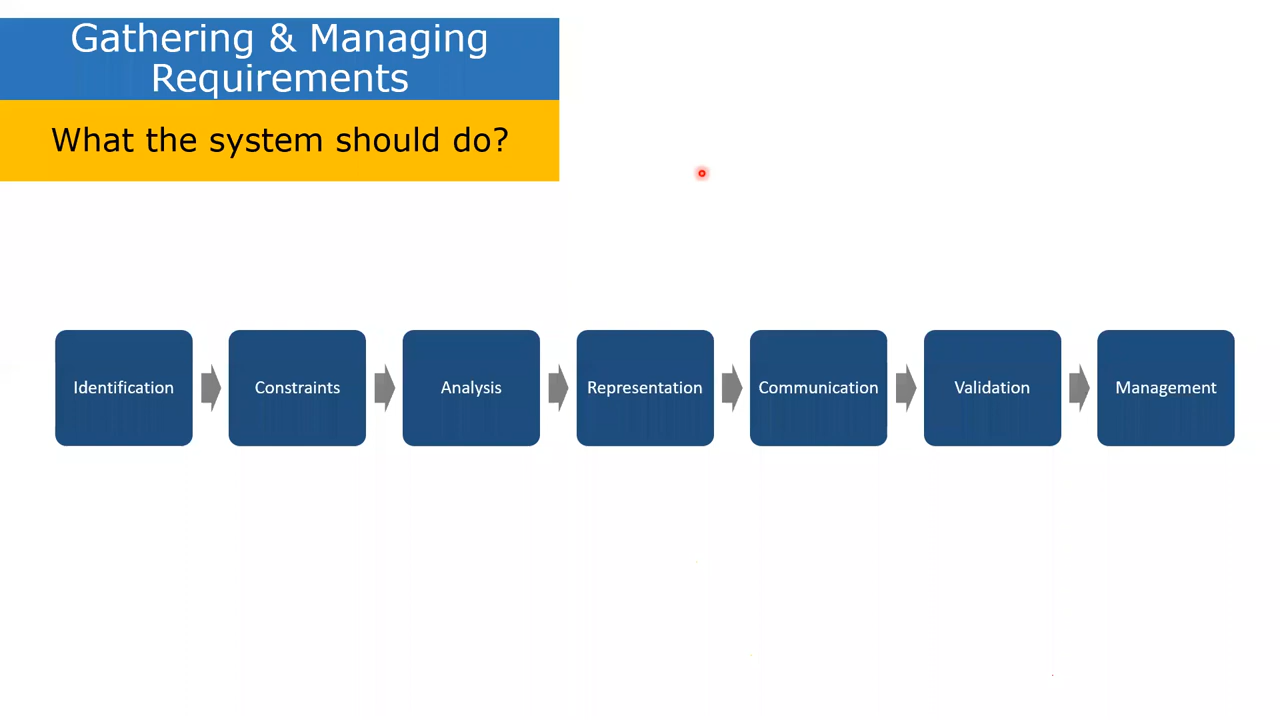 Gathering & Managing
Requirements
What the system should do?
Identification
Constraints
Analysis
Representation
Communication
Validation
Management